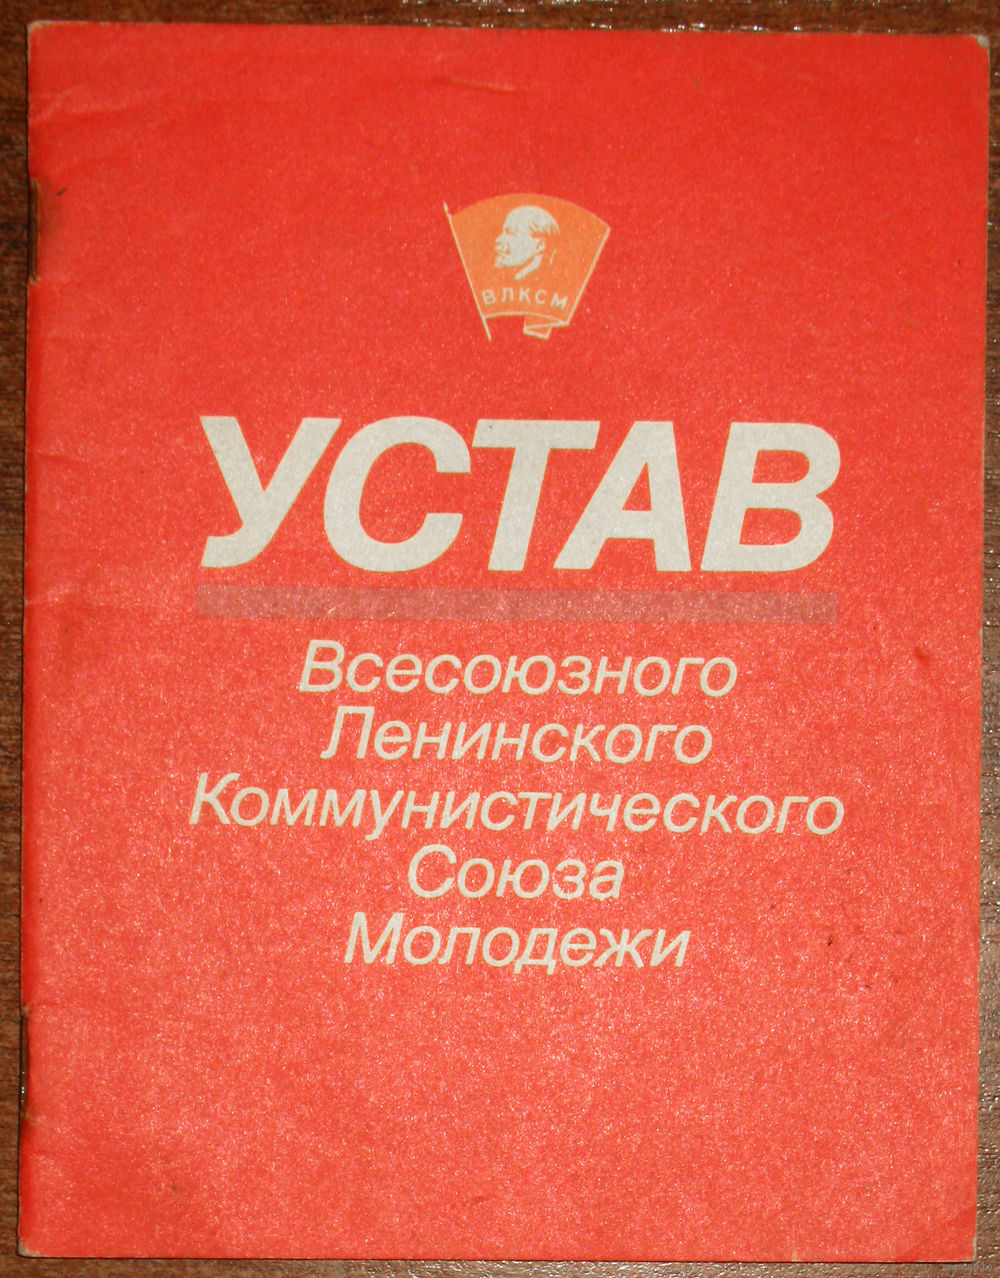 ВЛКСМ
УСТАВ
Всесоюзного
Ленинского
Коммунистического
Союза
Молодежи